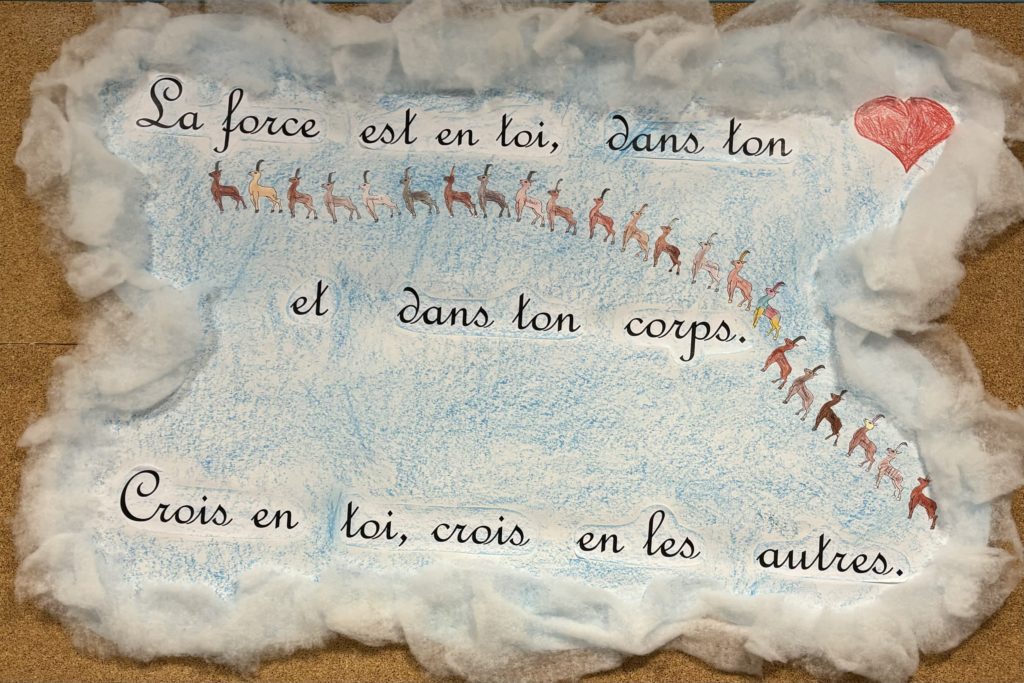 La force est en toi, dans ton
et dans ton corps.
Crois en toi, crois en les autres.